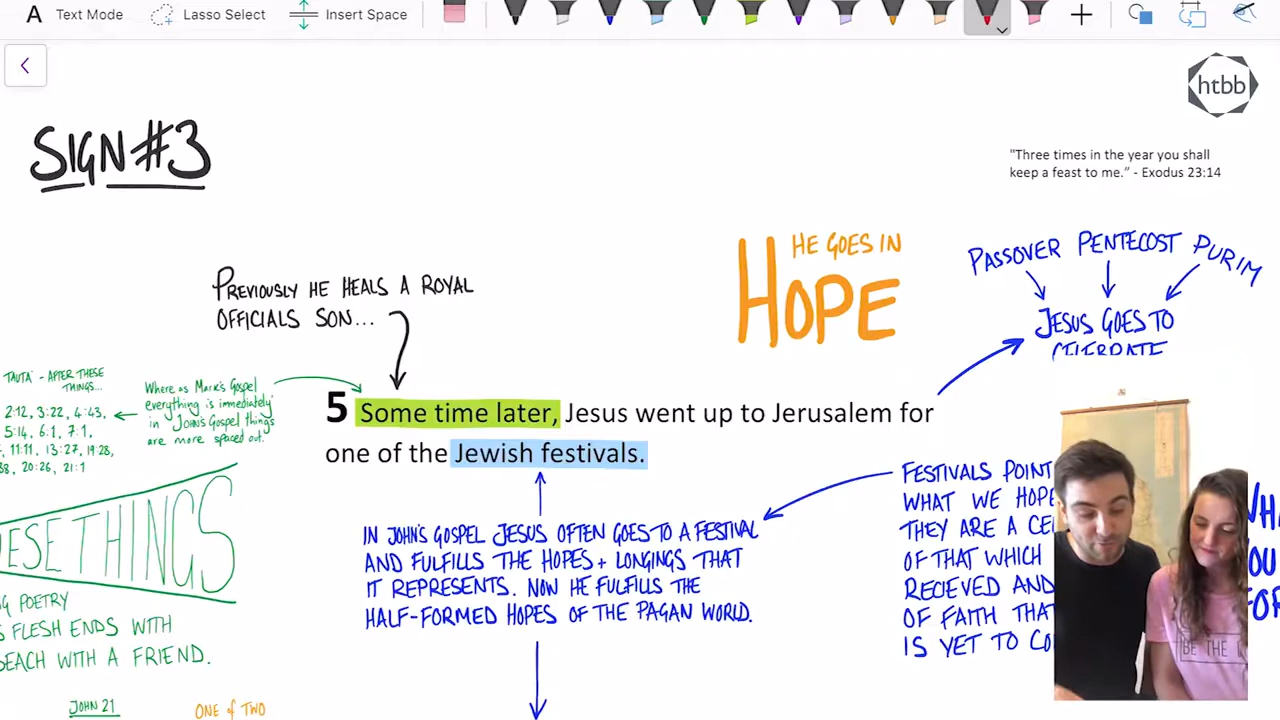 Text Mode
Lasso Select
Insert Space
htbb
SIGN #3
"Three times in the year you shall
keep a feast to me." - Exodus 23:14
HE GOES IN
HOPE
PASSOVER PENTECOST PURIM
JESUS GOES TO
CELEBRATE
PREVIOUSLY HE HEALS A ROYAL
OFFICIALS SON...
TAUTA' - AFTER THESE
THINGS...
2:12, 3:22, 4:43,
5:14, 6:1, 7:1,
11:11, 13:27, 19:28,
20:26, 21:1
Where as Mark's Gospel
everything is 'immediately'
in JOHN'S GOSPEL things
are more spaced out.
5 Some time later, Jesus went up to Jerusalem for
one of the Jewish festivals.
IN JOHN'S GOSPEL JESUS OFTEN GOES TO A FESTIVAL
AND FULFILLS THE HOPES + LONGINGS THAT
IT REPRESENTS. NOW HE FULFILLS THE
HALF-FORMED HOPES OF THE PAGAN WORLD.
FESTIVALS POINT
WHAT WE HOPE
THEY ARE A
OF THAT WHICH
RECIEVED AND
OF FAITH THAT
IS YET TO
THINGS
POETRY
FLESH ENDS WITH
WITH A FRIEND.
JOHN 21
ONE of TWO
BE THE